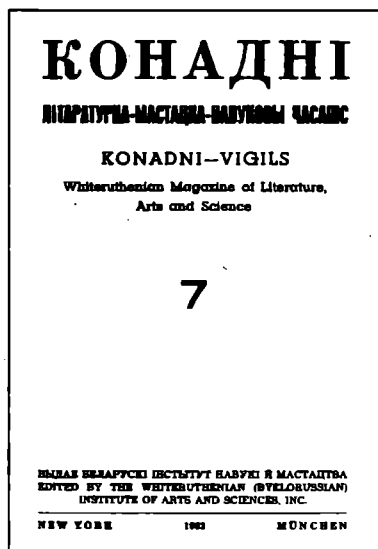 КОНАДНІ
ЛІТАРАТУРНА-МАСТАЦКА-НАВУКОВЫ ЧАСАПІС
KONADNI—VIGILS
Whiteruthenian Magazine of Literature,
Arts and Science
7
ВЫДАЕ БЕЛАРУСКІ ІНСТЫТУТ НАВУКІ Й МАСТАЦТВА
EDITED BY THE WHITERUTHENIAN (BYELORUSSIAN)
INSTITUTE OF ARTS AND SCIENCES, INC.
NEW YORK 1963 MÜNCHEN